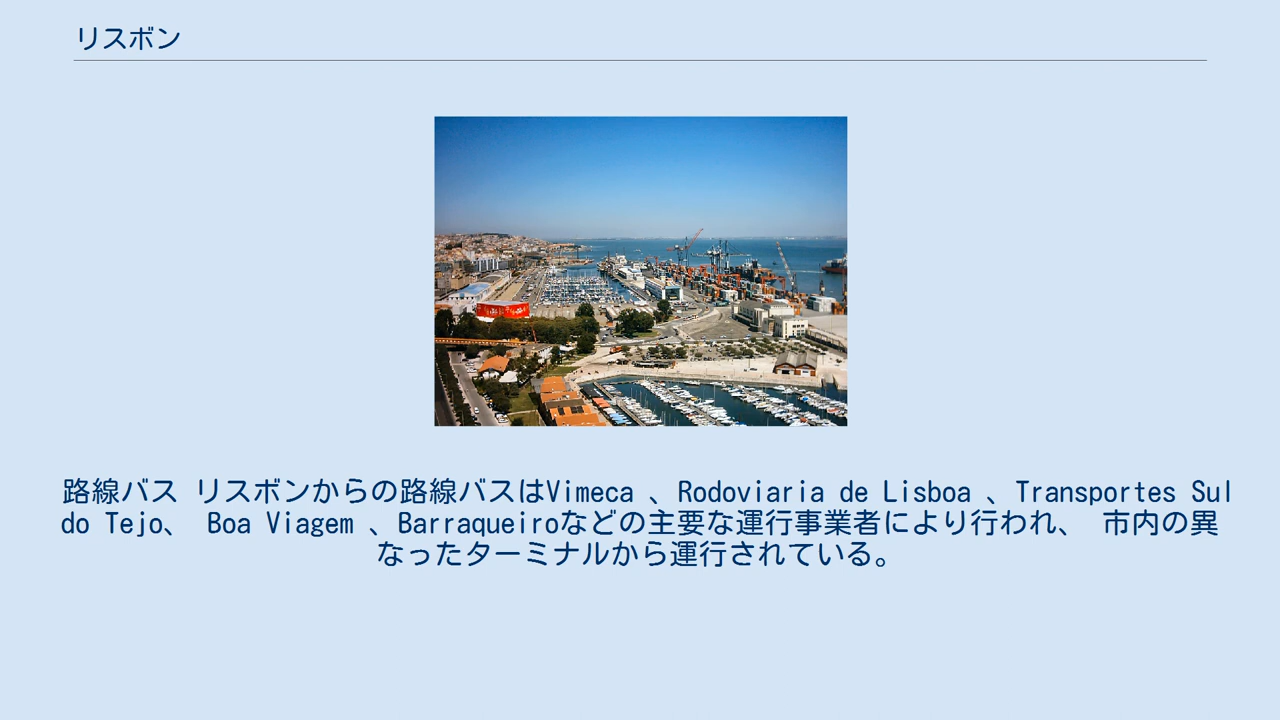 リスボン
路線バス リスボンからの路線バスはVimeca 、Rodoviaria de Lisboa 、Transportes Sul
do Tejo、 Boa Viagem 、Barraqueiroなどの主要な運行事業者により行われ、 市内の異
なったターミナルから運行されている。